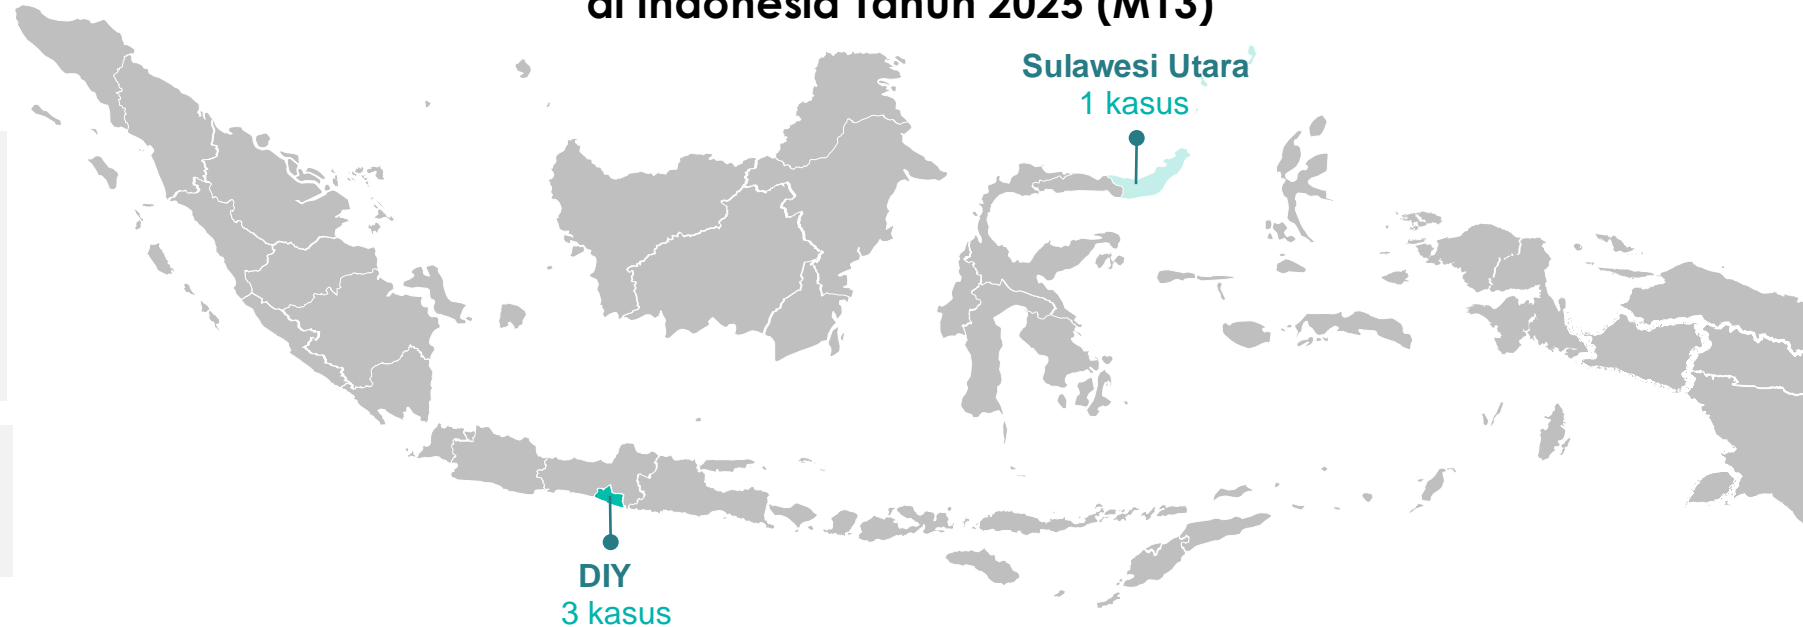 di Indonesia Tahun 2025 (M13)
Sulawesi Utara
1 kasus
DIY
3 kasus